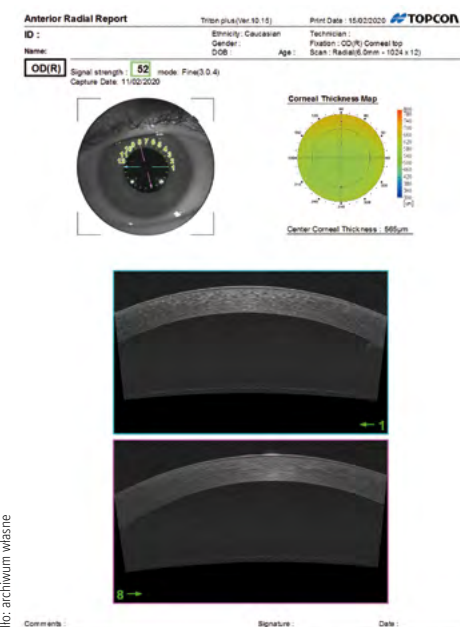 Anterior Radial Report
Triton plus(Ver.10.15)
Print Date : 15/02/2020
TOPCON
ID :
Ethnicity: Caucasian
Technician :
Gender :
Fixation : OD(R) Corneal top
Name:
DOB :
Age :
Scan : Radial(6.0mm - 1024 x 12)
OD(R)
Signal strength : 52 mode: Fine(3.0.4)
Capture Date: 11/02/2020
Corneal Thickness Map
Center Corneal Thickness : 565µm
← 1
8 →
archiwum własne
Comments :
Signature :
Date :